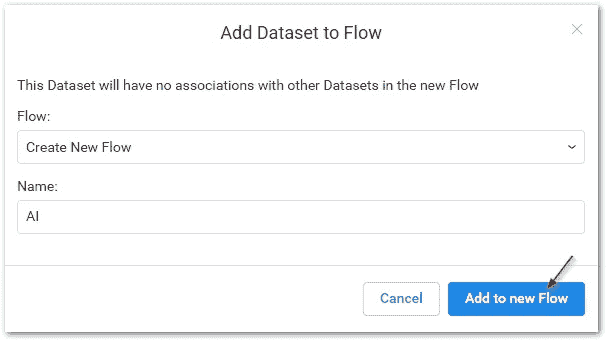 Add Dataset to Flow
This Dataset will have no associations with other Datasets in the new Flow
Flow:
Create New Flow
Name:
AI
Cancel
Add to new Flow